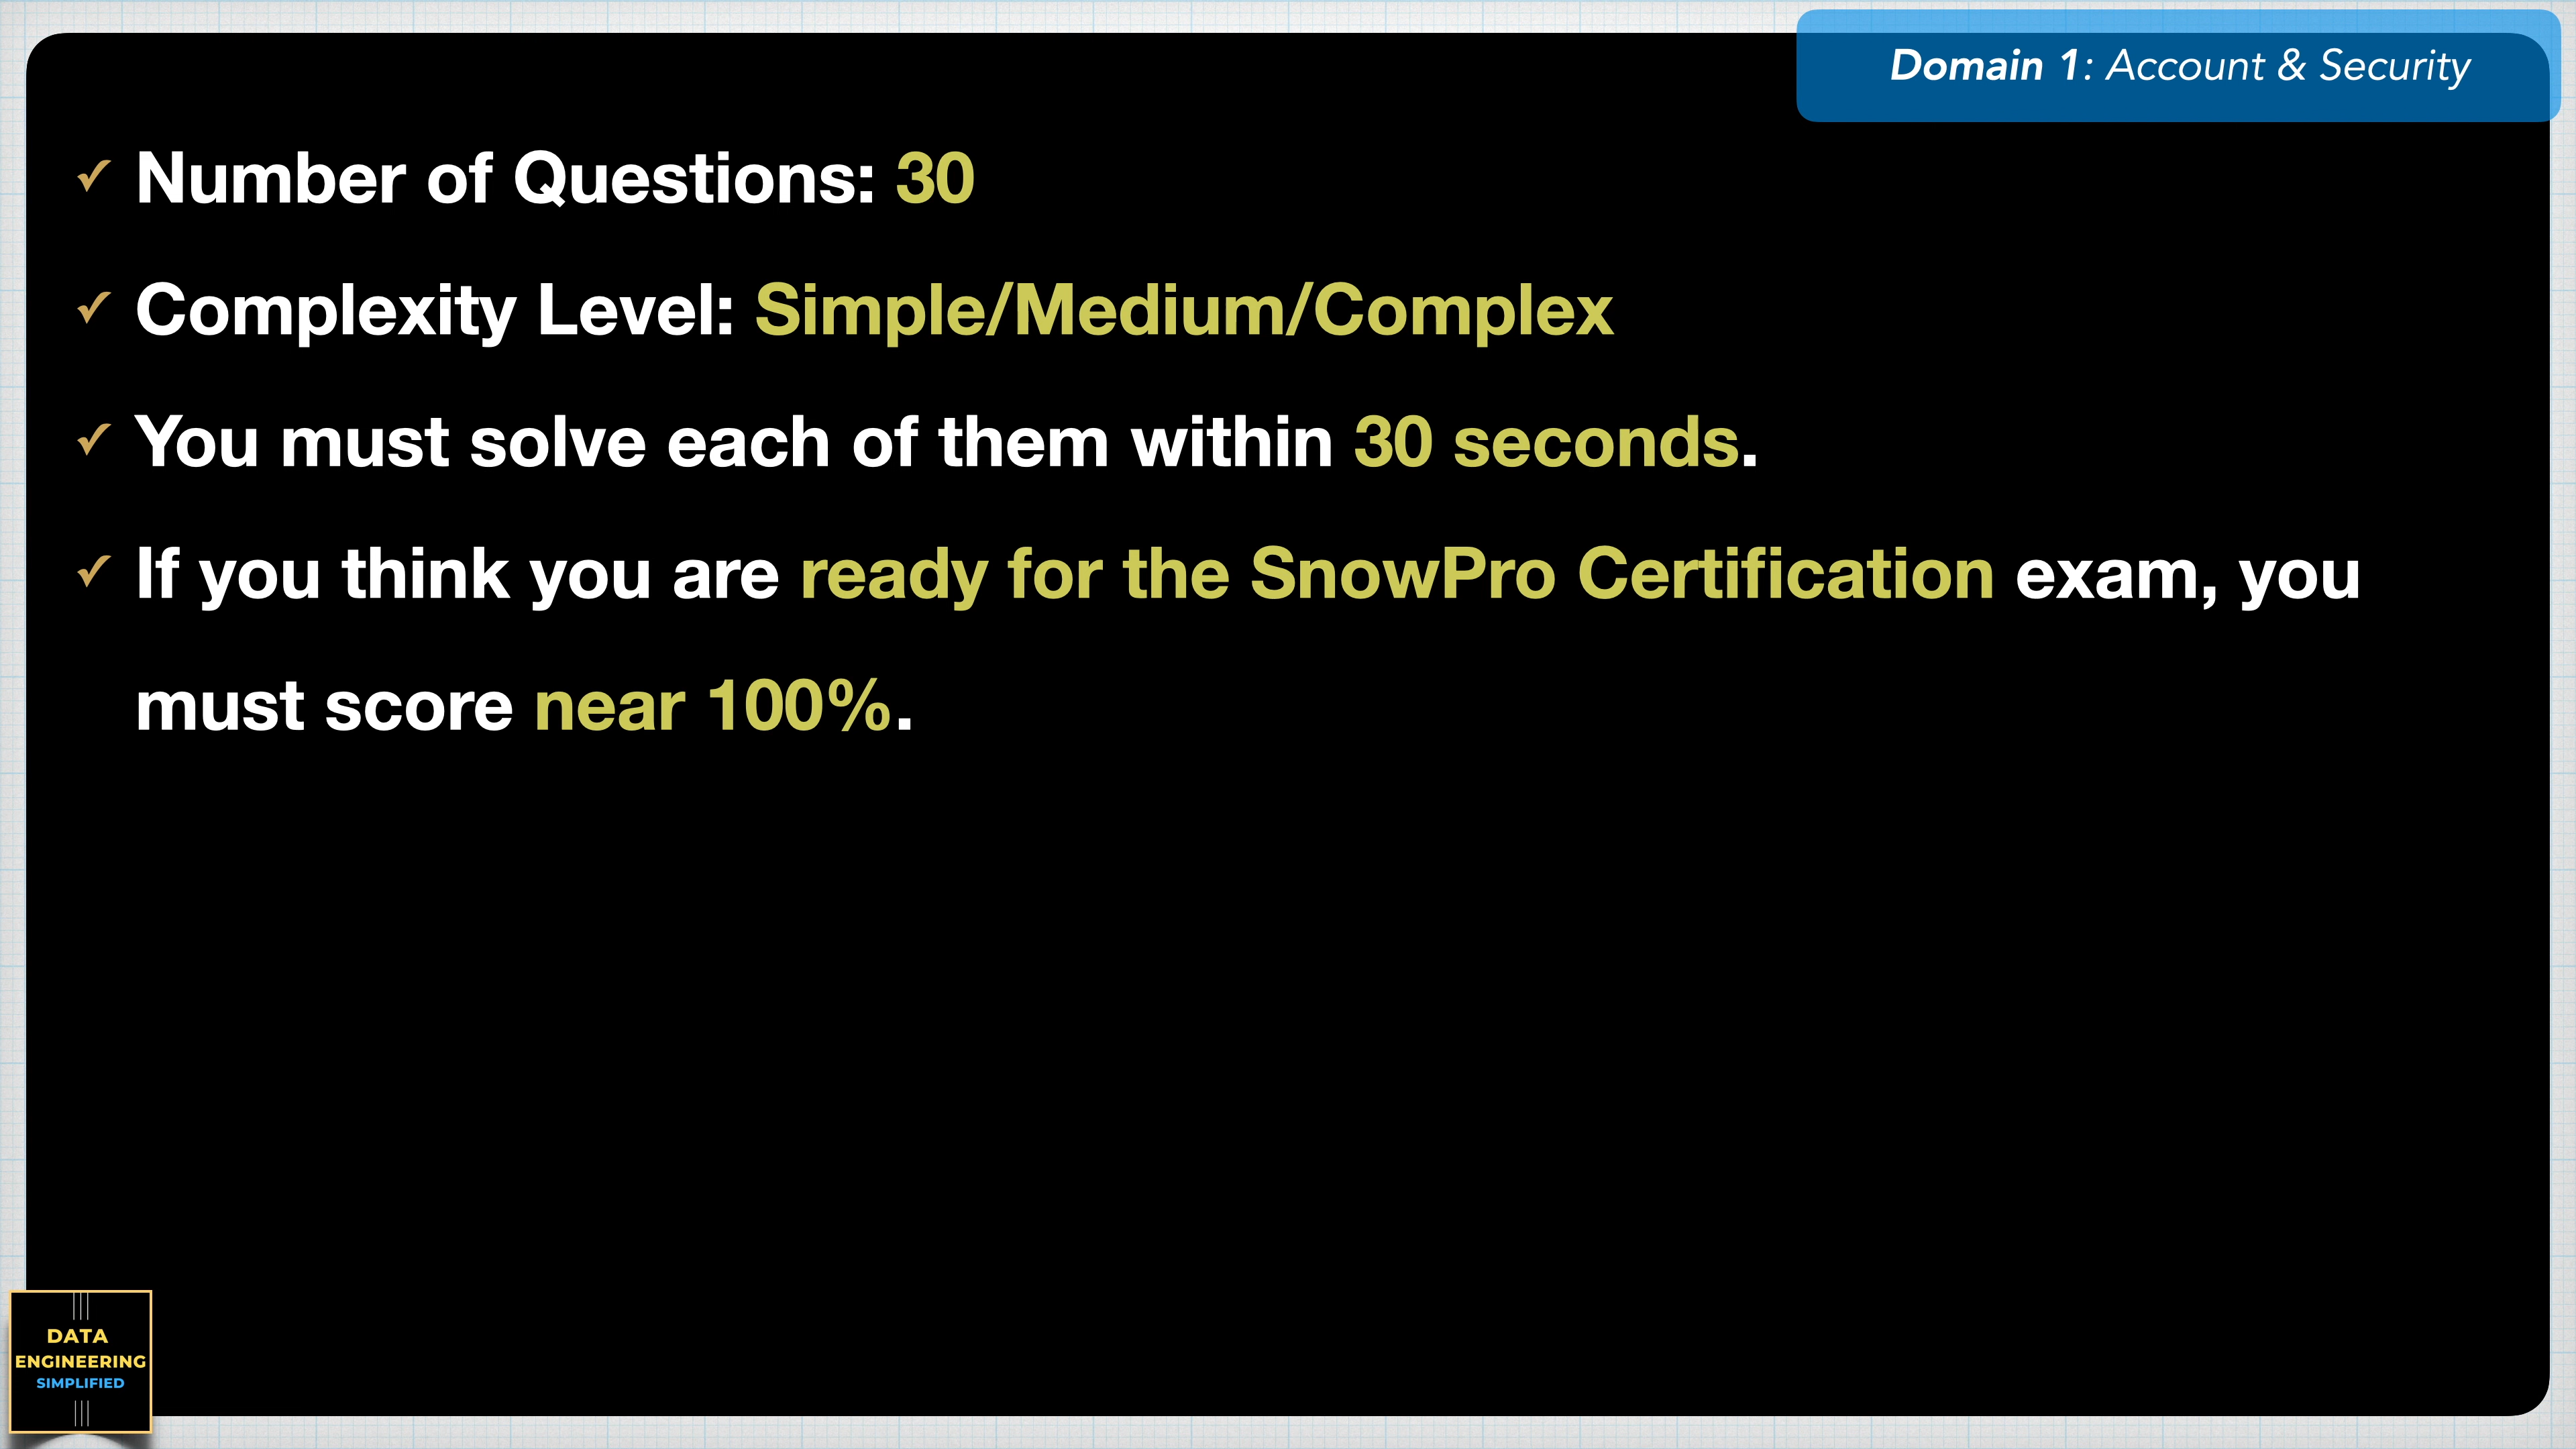 Domain 1: Account & Security
✓ Number of Questions: 30
✓ Complexity Level: Simple/Medium/Complex
✓ You must solve each of them within 30 seconds.
✓ If you think you are ready for the SnowPro Certification exam, you
must score near 100%.
DATA
ENGINEERING
SIMPLIFIED